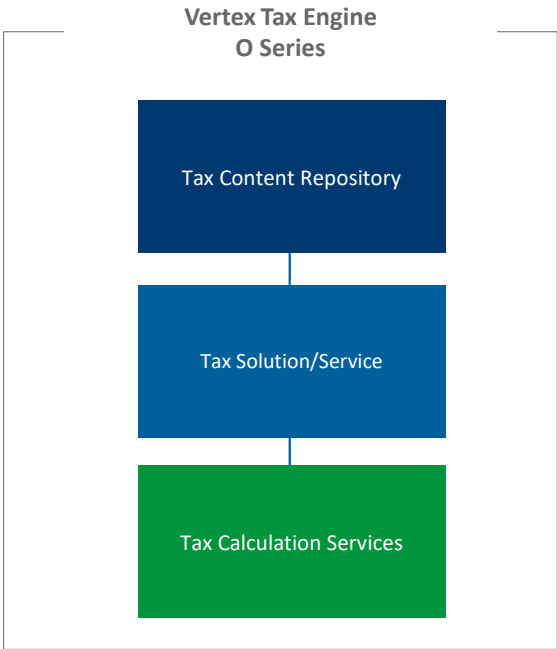 Vertex Tax Engine
O Series
Tax Content Repository
Tax Solution/Service
Tax Calculation Services